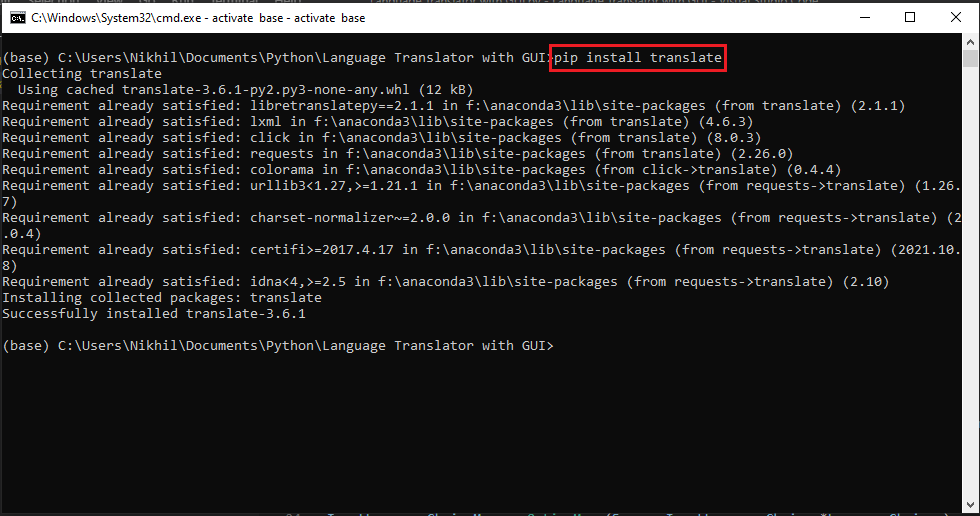 C:\Windows\System32\cmd.exe - activate base - activate base
(base) C:\Users\Nikhil\Documents\Python\Language Translator with GUI>pip install translate
Collecting translate
  Using cached translate-3.6.1-py2.py3-none-any.whl (12 kB)
Requirement already satisfied: libretranslatepy==2.1.1 in f:\anaconda3\lib\site-packages (from translate) (2.1.1)
Requirement already satisfied: lxml in f:\anaconda3\lib\site-packages (from translate) (4.6.3)
Requirement already satisfied: click in f:\anaconda3\lib\site-packages (from translate) (8.0.3)
Requirement already satisfied: requests in f:\anaconda3\lib\site-packages (from translate) (2.26.0)
Requirement already satisfied: colorama in f:\anaconda3\lib\site-packages (from click->translate) (0.4.4)
Requirement already satisfied: urllib3<1.27,>=1.21.1 in f:\anaconda3\lib\site-packages (from requests->translate) (1.26.
7)
Requirement already satisfied: charset-normalizer~=2.0.0 in f:\anaconda3\lib\site-packages (from requests->translate) (2
.0.4)
Requirement already satisfied: certifi>=2017.4.17 in f:\anaconda3\lib\site-packages (from requests->translate) (2021.10.
8)
Requirement already satisfied: idna<4,>=2.5 in f:\anaconda3\lib\site-packages (from requests->translate) (2.10)
Installing collected packages: translate
Successfully installed translate-3.6.1
(base) C:\Users\Nikhil\Documents\Python\Language Translator with GUI>